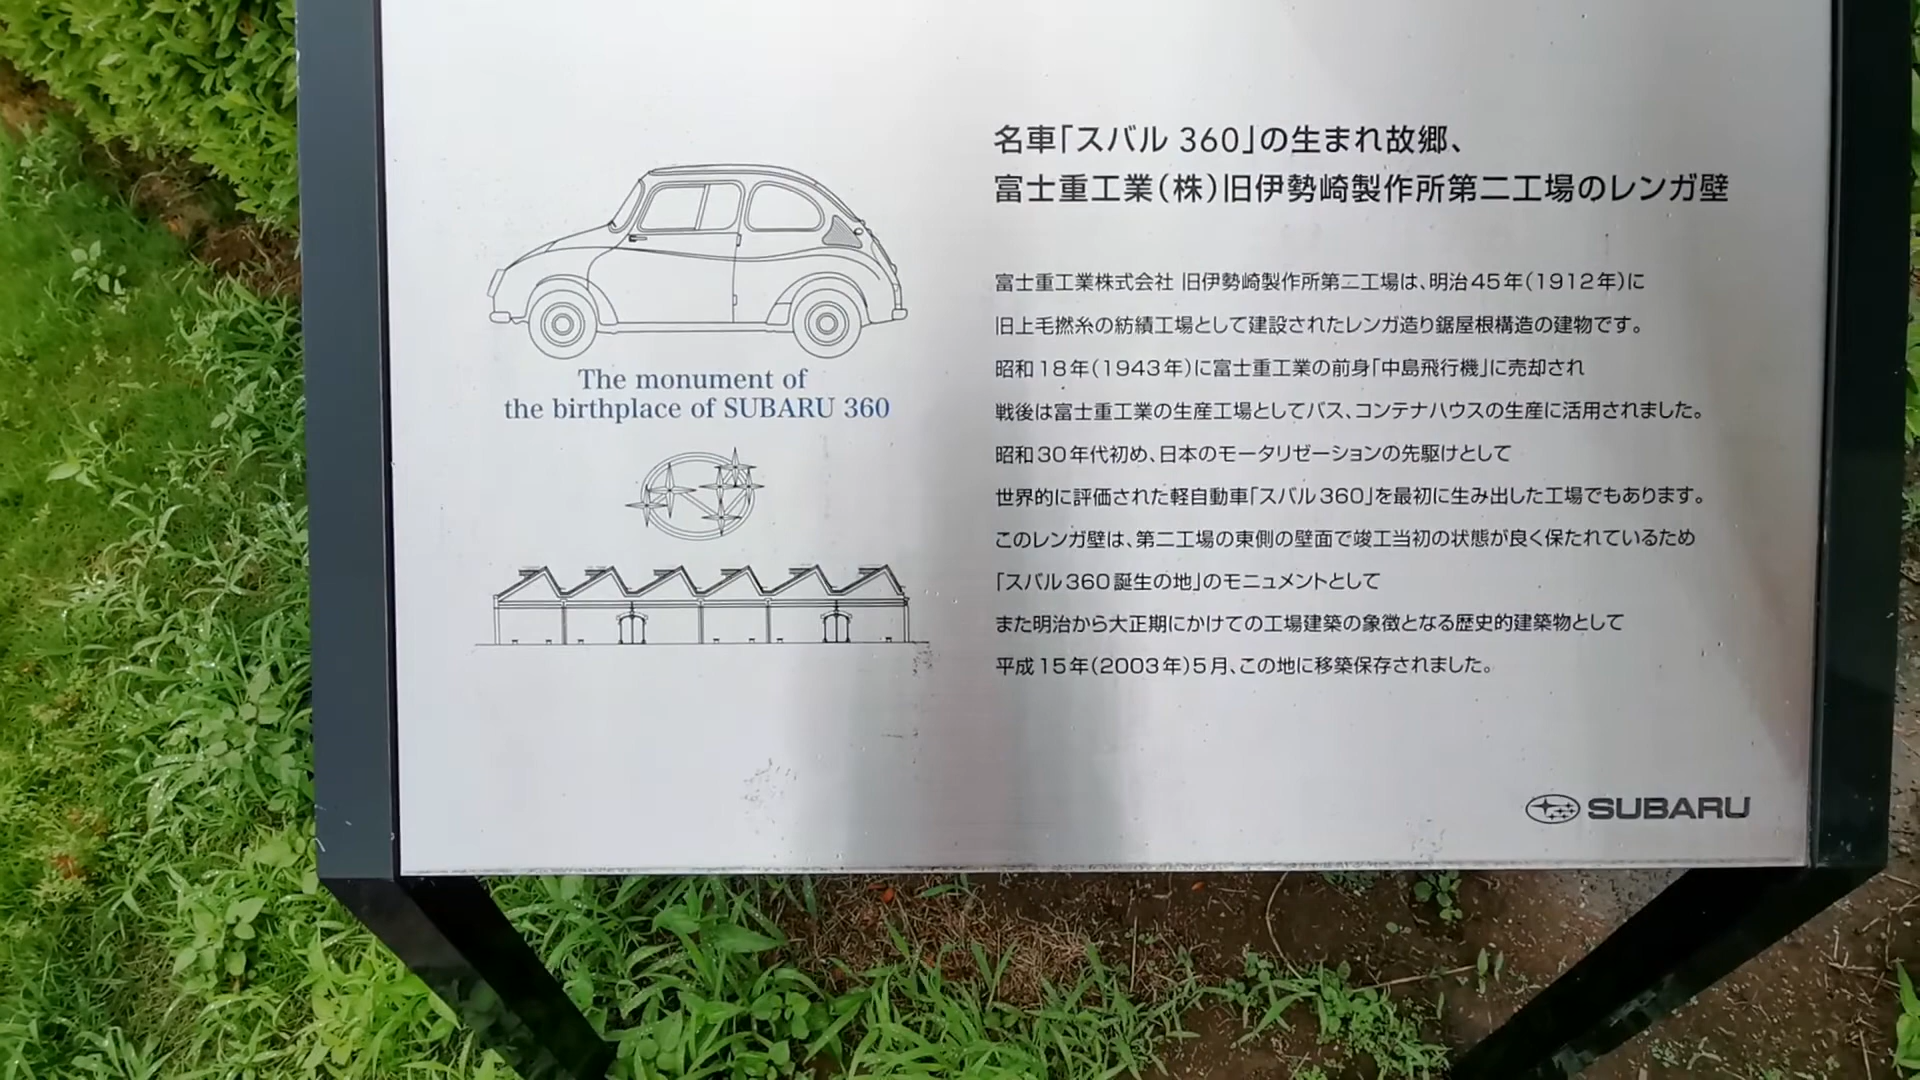 名車「スバル 360」の生まれ故郷、
富士重工業(株)旧伊勢崎製作所第二工場のレンガ壁
富士重工業株式会社 旧伊勢崎製作所第二工場は、明治45年(1912年)に
旧上毛撚糸の紡績工場として建設されたレンガ造り鋸屋根構造の建物です。
昭和18年(1943年)に富士重工業の前身「中島飛行機」に売却され
戦後は富士重工業の生産工場としてバス、コンテナハウスの生産に活用されました。
昭和30年代初め、日本のモータリゼーションの先駆けとして
世界的に評価された軽自動車「スバル360」を最初に生み出した工場でもあります。
このレンガ壁は、第二工場の東側の壁面で竣工当初の状態が良く保たれているため
「スバル360誕生の地」のモニュメントとして
また明治から大正期にかけての工場建築の象徴となる歴史的建築物として
平成15年(2003年)5月、この地に移築保存されました。
The monument of
the birthplace of SUBARU 360
SUBARU